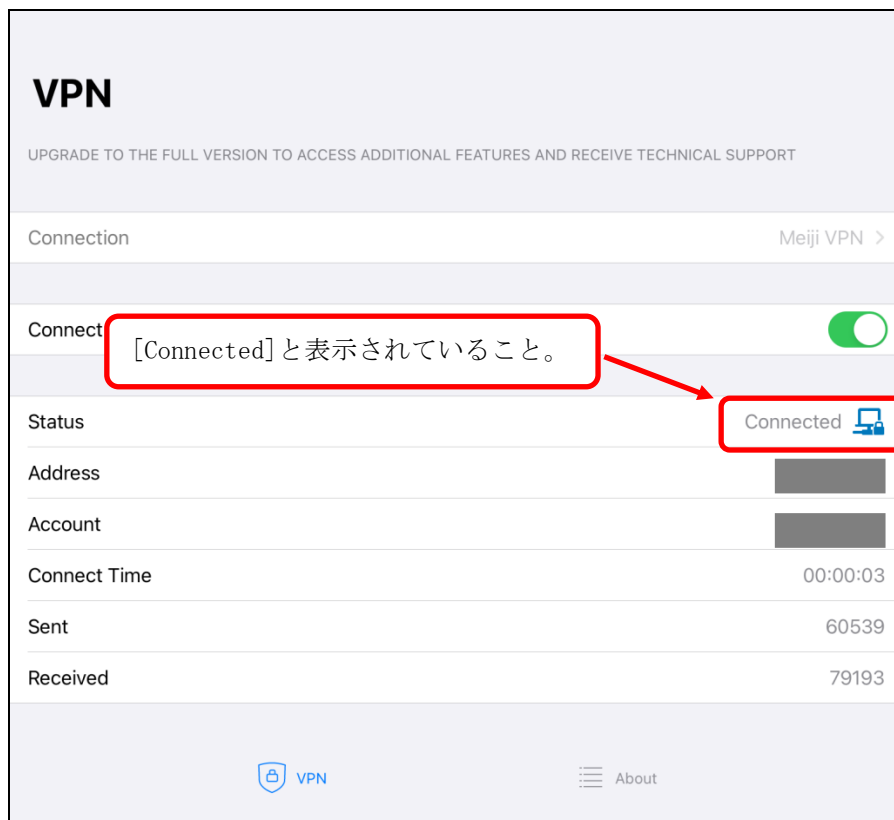 VPN
UPGRADE TO THE FULL VERSION TO ACCESS ADDITIONAL FEATURES AND RECEIVE TECHNICAL SUPPORT
Connection Meiji VPN >
Connect
[Connected]と表示されていること。
Status Connected
Address
Account
Connect Time 00:00:03
Sent 60539
Received 79193
VPN About